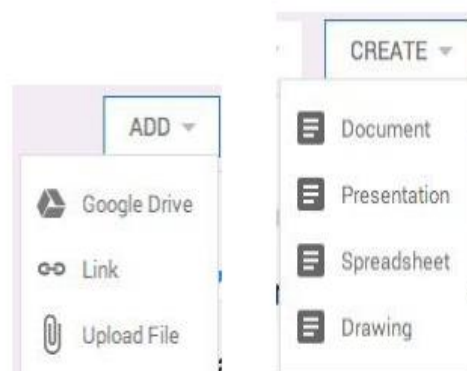 ADD
Google Drive
Link
Upload File
CREATE
Document
Presentation
Spreadsheet
Drawing